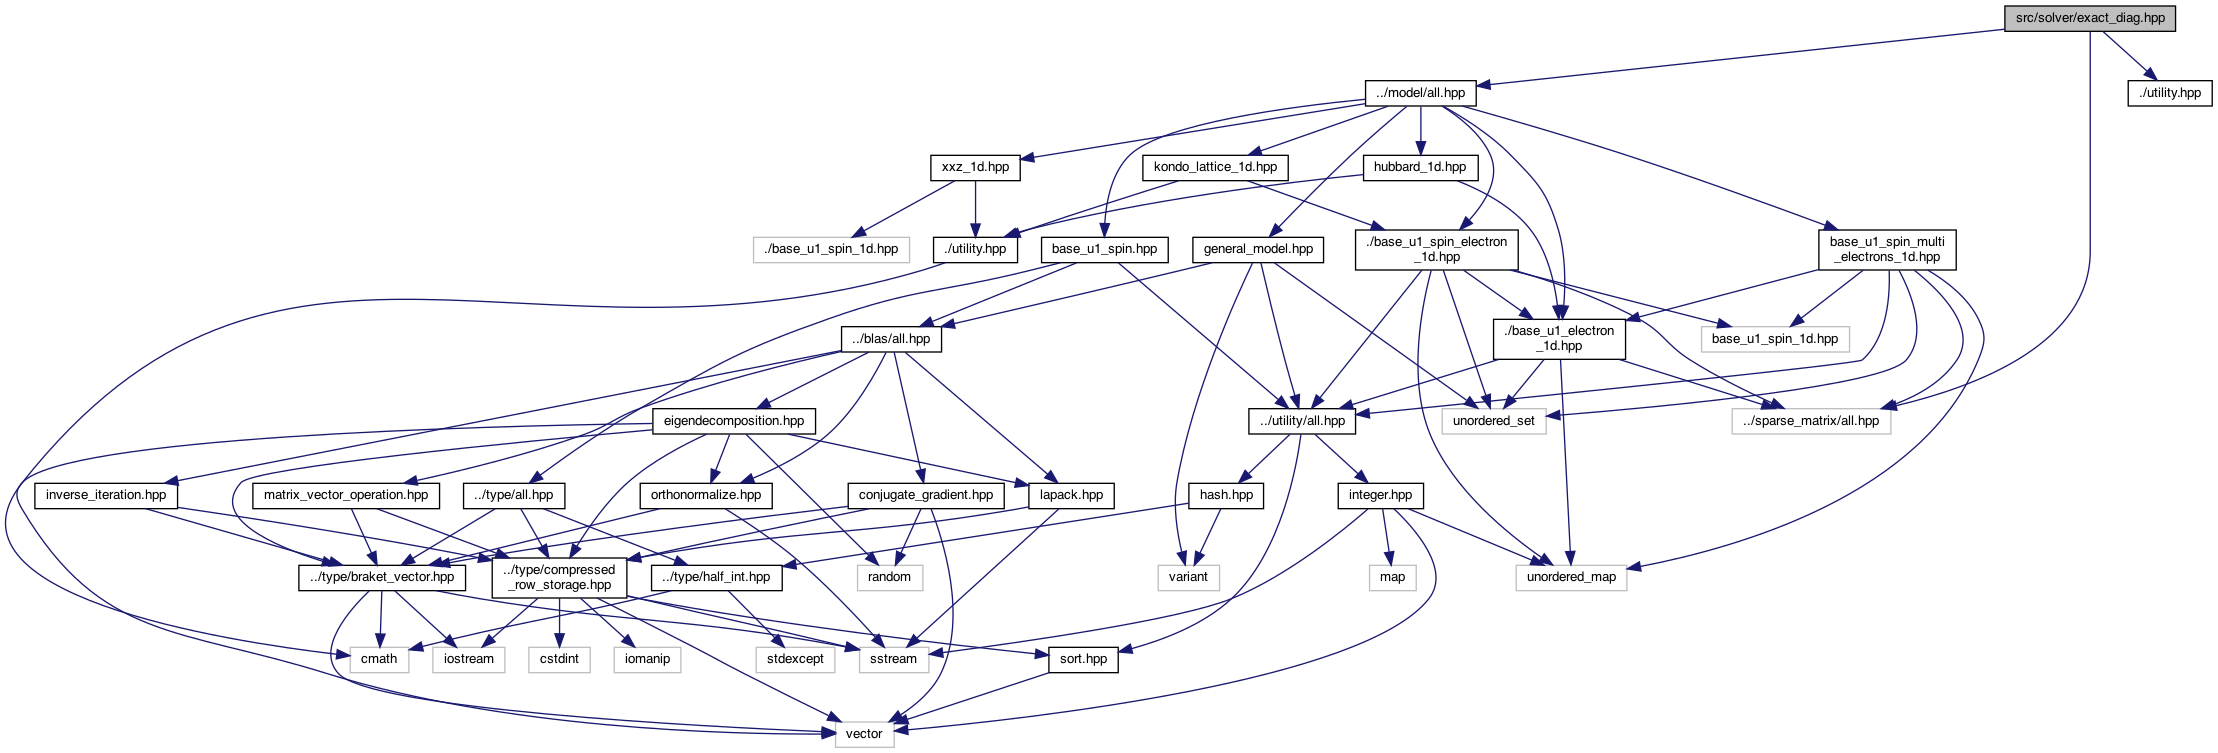 src/solver/exact_diag.hpp
../model/all.hpp
./utility.hpp
xxz_1d.hpp
kondo_lattice_1d.hpp
hubbard_1d.hpp
./base_u1_spin_1d.hpp
./utility.hpp
base_u1_spin.hpp
general_model.hpp
./base_u1_spin_electron
_1d.hpp
base_u1_spin_multi
_electrons_1d.hpp
../blas/all.hpp
./base_u1_electron
_1d.hpp
base_u1_spin_1d.hpp
eigendecomposition.hpp
../utility/all.hpp
unordered_set
../sparse_matrix/all.hpp
inverse_iteration.hpp
matrix_vector_operation.hpp
../type/all.hpp
orthonormalize.hpp
conjugate_gradient.hpp
lapack.hpp
hash.hpp
integer.hpp
../type/braket_vector.hpp
../type/compressed
_row_storage.hpp
../type/half_int.hpp
random
variant
map
unordered_map
cmath
iostream
cstdint
iomanip
stdexcept
sstream
sort.hpp
vector